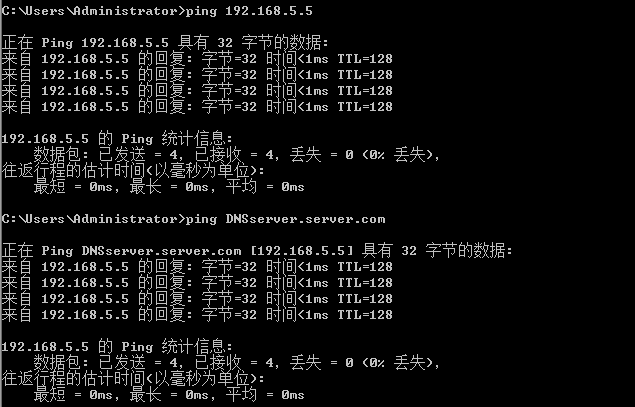 C:\Users\Administrator>ping 192.168.5.5
正在 Ping 192.168.5.5 具有 32 字节的数据:
来自 192.168.5.5 的回复: 字节=32 时间<1ms TTL=128
来自 192.168.5.5 的回复: 字节=32 时间<1ms TTL=128
来自 192.168.5.5 的回复: 字节=32 时间<1ms TTL=128
来自 192.168.5.5 的回复: 字节=32 时间<1ms TTL=128
192.168.5.5 的 Ping 统计信息:
数据包: 已发送 = 4, 已接收 = 4, 丢失 = 0 (0% 丢失),
往返行程的估计时间(以毫秒为单位):
最短 = 0ms, 最长 = 0ms, 平均 = 0ms
C:\Users\Administrator>ping DNSserver.server.com
正在 Ping DNSserver.server.com [192.168.5.5] 具有 32 字节的数据:
来自 192.168.5.5 的回复: 字节=32 时间<1ms TTL=128
来自 192.168.5.5 的回复: 字节=32 时间<1ms TTL=128
来自 192.168.5.5 的回复: 字节=32 时间<1ms TTL=128
来自 192.168.5.5 的回复: 字节=32 时间<1ms TTL=128
192.168.5.5 的 Ping 统计信息:
数据包: 已发送 = 4, 已接收 = 4, 丢失 = 0 (0% 丢失),
往返行程的估计时间(以毫秒为单位):
最短 = 0ms, 最长 = 0ms, 平均 = 0ms